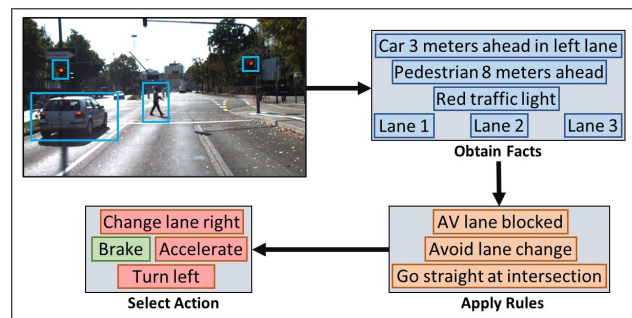 Car 3 meters ahead in left lane
Pedestrian 8 meters ahead
Red traffic light
Lane 1 Lane 2 Lane 3
Obtain Facts
Change lane right
Brake Accelerate
Turn left
Select Action
AV lane blocked
Avoid lane change
Go straight at intersection
Apply Rules